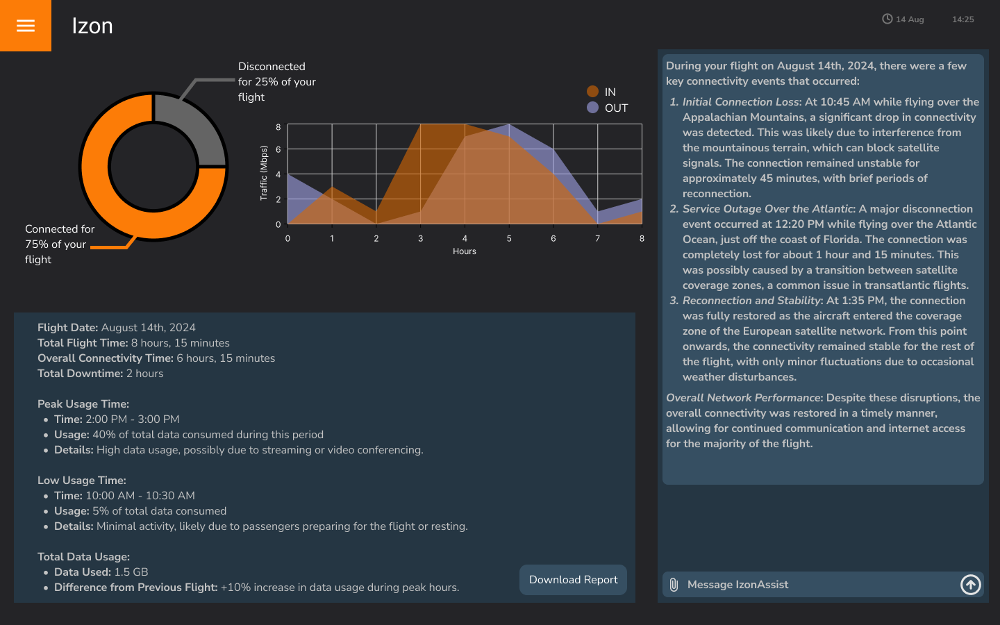 Izon
14 Aug 14:25
Disconnected
for 25% of your
flight
Connected for
75% of your
flight
IN
OUT
Traffic (Mbps)
8
6
4
2
0
0 1 2 3 4 5 6 7 8
Hours
Flight Date: August 14th, 2024
Total Flight Time: 8 hours, 15 minutes
Overall Connectivity Time: 6 hours, 15 minutes
Total Downtime: 2 hours
Peak Usage Time:
• Time: 2:00 PM - 3:00 PM
• Usage: 40% of total data consumed during this period
• Details: High data usage, possibly due to streaming or video conferencing.
Low Usage Time:
• Time: 10:00 AM - 10:30 AM
• Usage: 5% of total data consumed
• Details: Minimal activity, likely due to passengers preparing for the flight or resting.
Total Data Usage:
• Data Used: 1.5 GB
• Difference from Previous Flight: +10% increase in data usage during peak hours.
Download Report
During your flight on August 14th, 2024, there were a few
key connectivity events that occurred:
1. Initial Connection Loss: At 10:45 AM while flying over the
Appalachian Mountains, a significant drop in connectivity
was detected. This was likely due to interference from
the mountainous terrain, which can block satellite
signals. The connection remained unstable for
approximately 45 minutes, with brief periods of
reconnection.
2. Service Outage Over the Atlantic: A major disconnection
event occurred at 12:20 PM while flying over the Atlantic
Ocean, just off the coast of Florida. The connection was
completely lost for about 1 hour and 15 minutes. This
was possibly caused by a transition between satellite
coverage zones, a common issue in transatlantic flights.
3. Reconnection and Stability: At 1:35 PM, the connection
was fully restored as the aircraft entered the coverage
zone of the European satellite network. From this point
onwards, the connectivity remained stable for the rest of
the flight, with only minor fluctuations due to occasional
weather disturbances.
Overall Network Performance: Despite these disruptions, the
overall connectivity was restored in a timely manner,
allowing for continued communication and internet access
for the majority of the flight.
Message IzonAssist